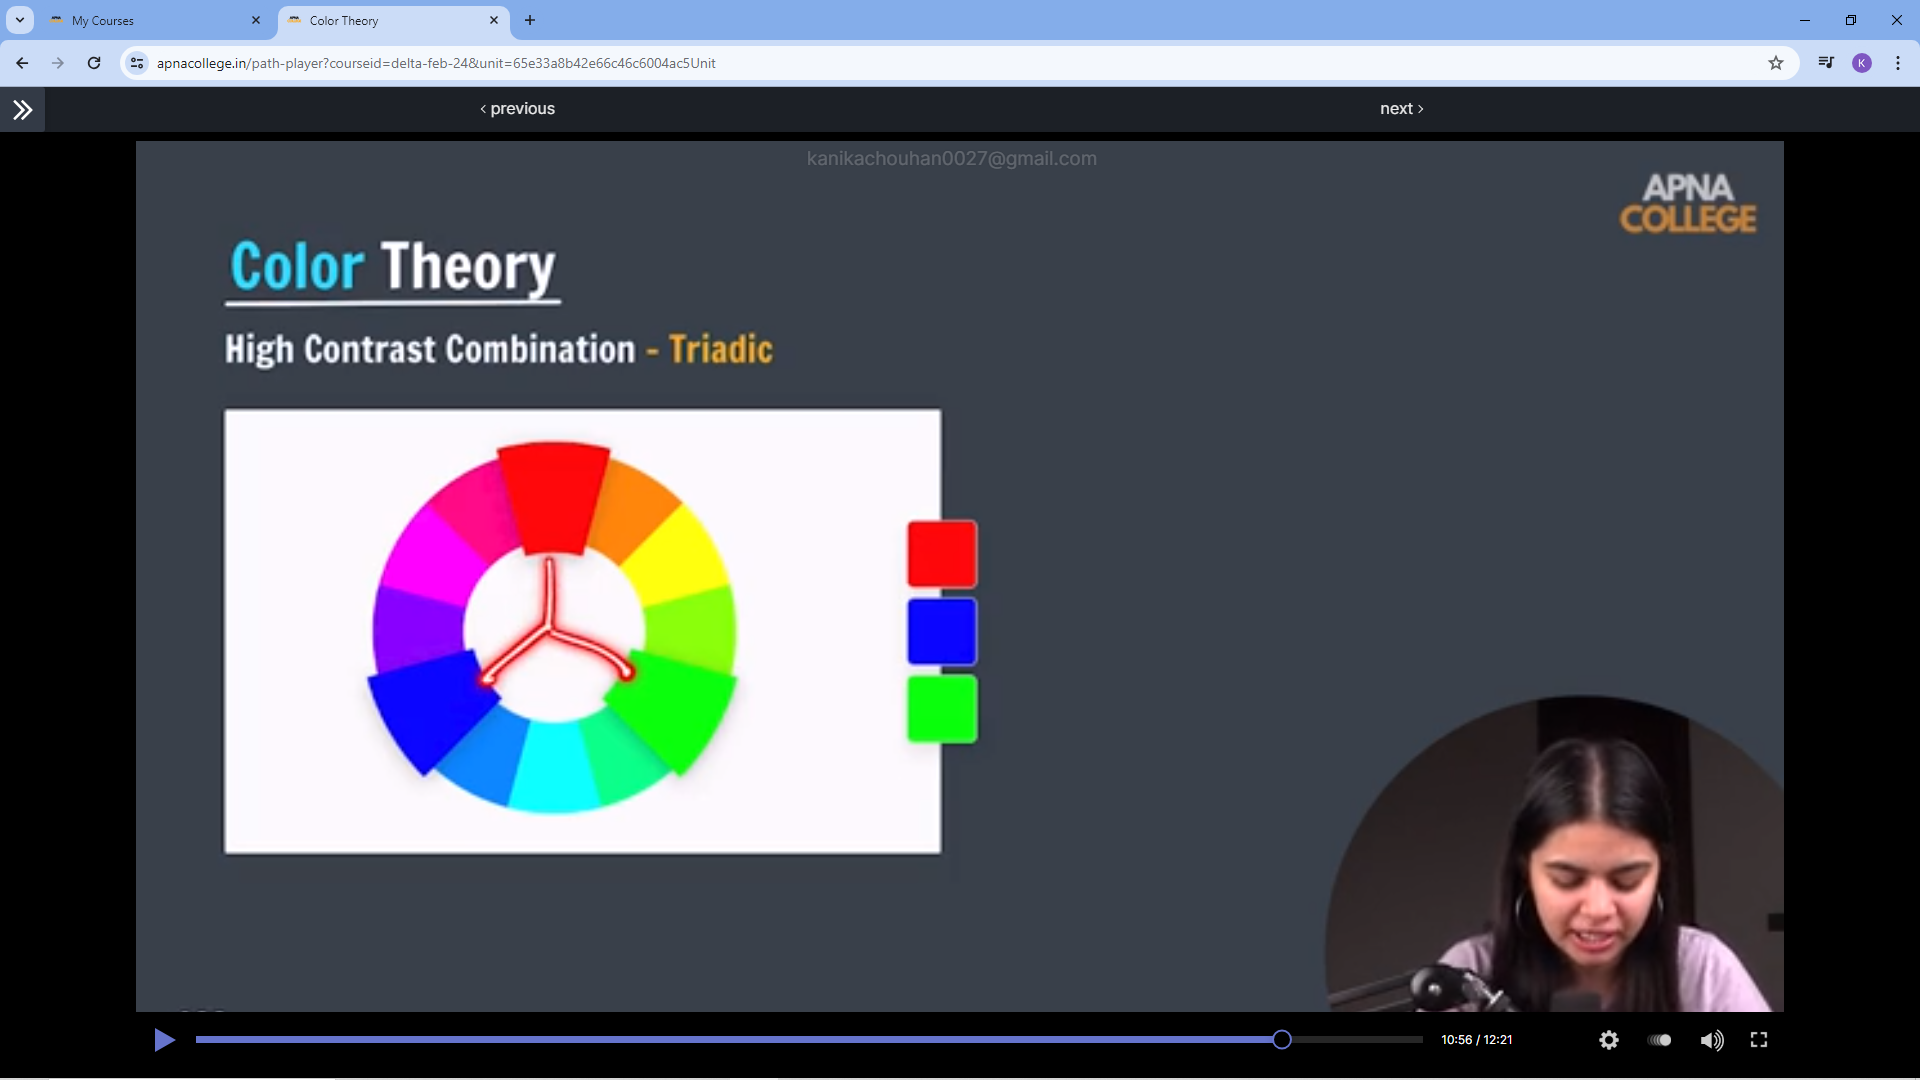 My Courses
Color Theory
apnacollege.in/path-player?courseid=delta-feb-24&unit=65e33a8b42e66c46c6004ac5Unit
K
‹ previous
next ›
kanikachouhan0027@gmail.com
APNA
COLLEGE
Color Theory
High Contrast Combination - Triadic
10:56 / 12:21